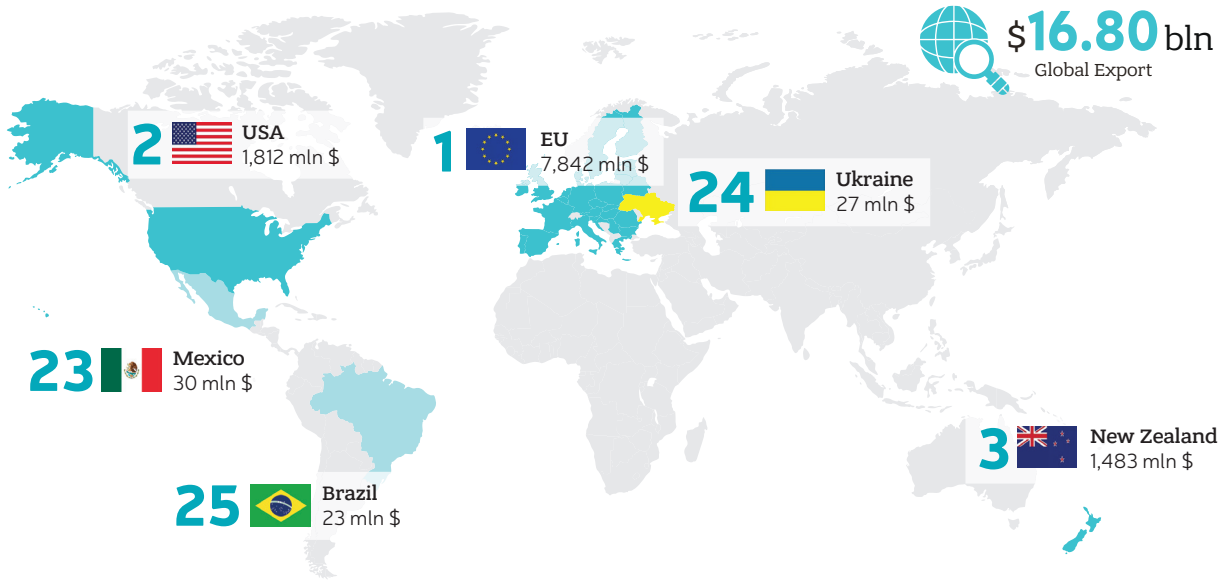 $16.80 bln
Global Export
2
USA
1,812 mln $
1
EU
7,842 mln $
24
Ukraine
27 mln $
23
Mexico
30 mln $
3
New Zealand
1,483 mln $
25
Brazil
23 mln $